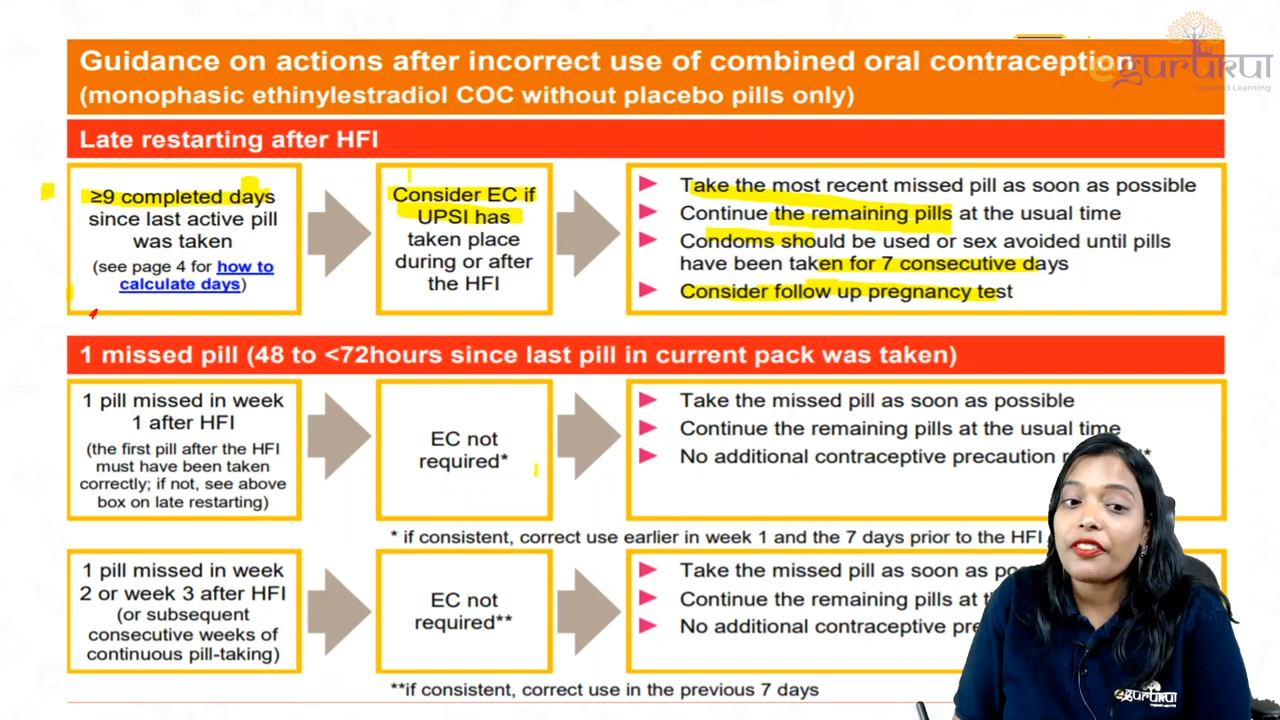 Guidance on actions after incorrect use of combined oral contraception
(monophasic ethinylestradiol COC without placebo pills only)
egurukul
Inspired Learning
Late restarting after HFI
≥9 completed days
since last active pill
was taken
(see page 4 for how to
calculate days)
Consider EC if
UPSI has
taken place
during or after
the HFI
Take the most recent missed pill as soon as possible
Continue the remaining pills at the usual time
Condoms should be used or sex avoided until pills
have been taken for 7 consecutive days
Consider follow up pregnancy test
1 missed pill (48 to <72hours since last pill in current pack was taken)
1 pill missed in week
1 after HFI
(the first pill after the HFI
must have been taken
correctly; if not, see above
box on late restarting)
EC not
required*
Take the missed pill as soon as possible
Continue the remaining pills at the usual time
No additional contraceptive precaution
* if consistent, correct use earlier in week 1 and the 7 days prior to the HFI
1 pill missed in week
2 or week 3 after HFI
(or subsequent
consecutive weeks of
continuous pill-taking)
EC not
required**
Take the missed pill as soon as
Continue the remaining pills at
No additional contraceptive
**if consistent, correct use in the previous 7 days
egurukul
Inspired Learning